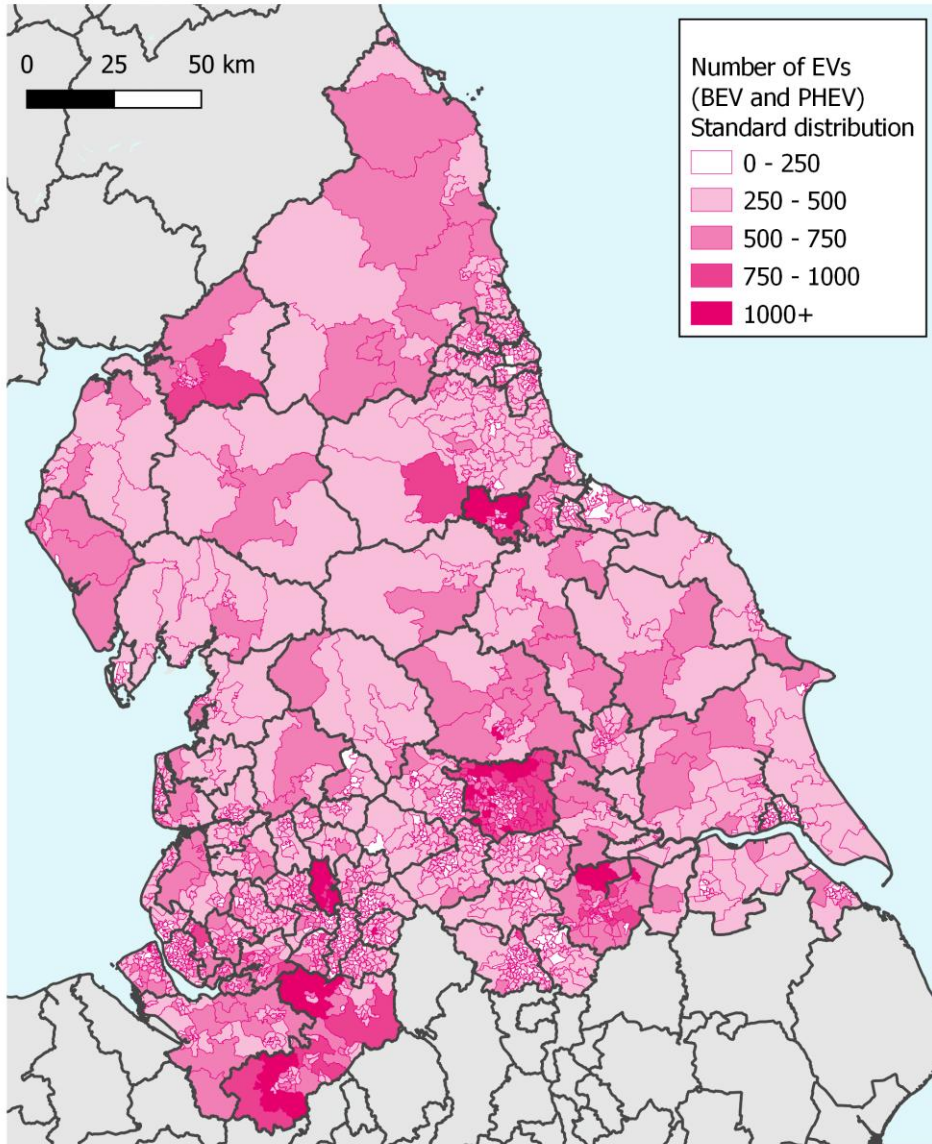 0 25 50 km
Number of EVs
(BEV and PHEV)
Standard distribution
0 - 250
250 - 500
500 - 750
750 - 1000
1000+